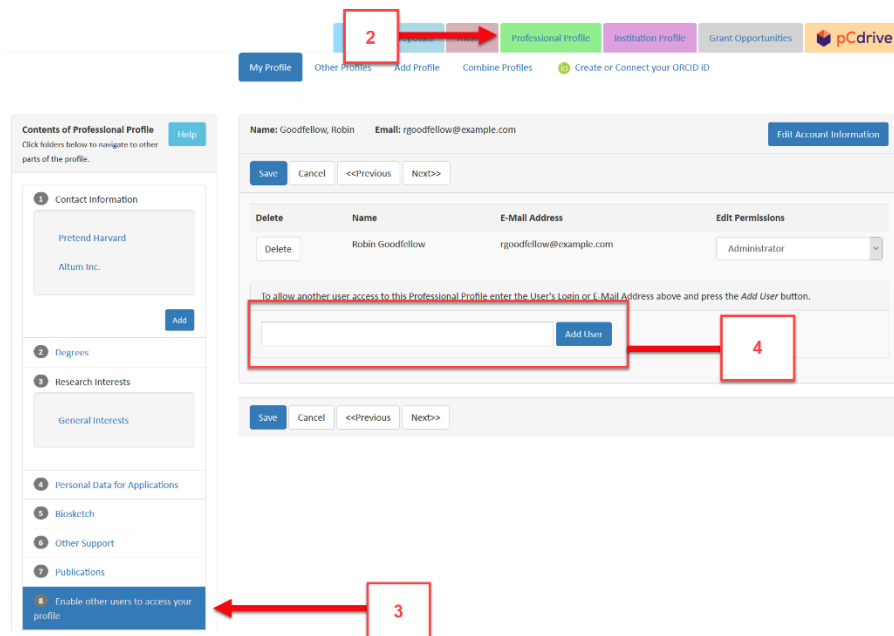 2
Proposals
Professional Profile
Institution Profile
Grant Opportunities
pCdrive
My Profile
Other Profiles
Add Profile
Combine Profiles
iD
Create or Connect your ORCID iD
Contents of Professional Profile
Help
Click folders below to navigate to other
parts of the profile.
Name: Goodfellow, Robin
Email: rgoodfellow@example.com
Edit Account Information
Save
Cancel
<<Previous
Next>>
1 Contact Information
Pretend Harvard
Altum Inc.
Add
2 Degrees
3 Research Interests
General Interests
4 Personal Data for Applications
5 Biosketch
6 Other Support
7 Publications
8 Enable other users to access your
profile
3
Delete
Name
E-Mail Address
Edit Permissions
Delete
Robin Goodfellow
rgoodfellow@example.com
Administrator
To allow another user access to this Professional Profile enter the User's Login or E-Mail Address above and press the Add User button.
Add User
4
Save
Cancel
<<Previous
Next>>